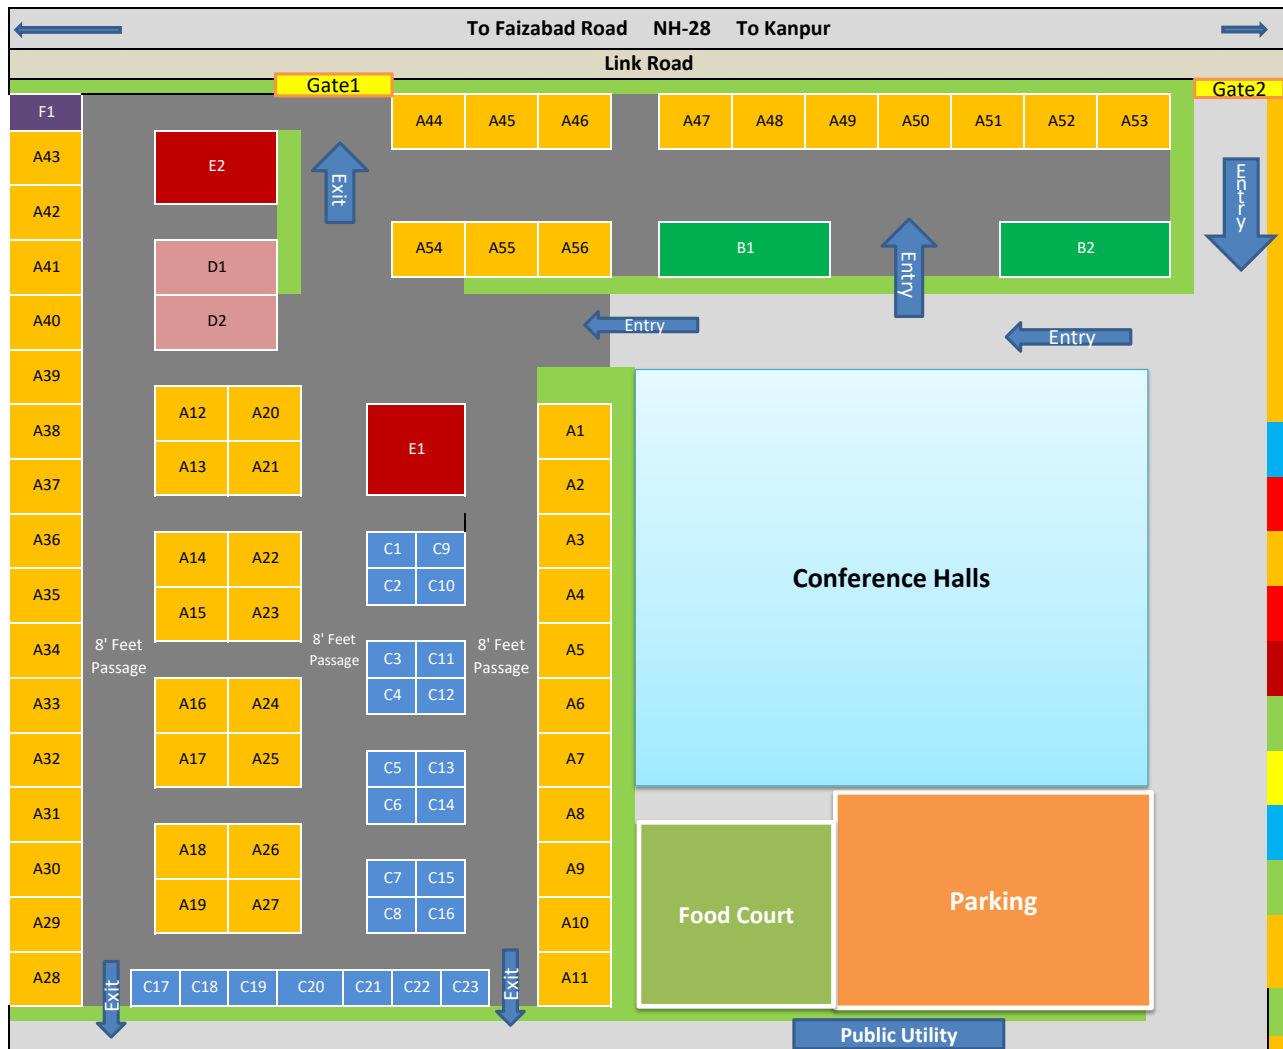 To Faizabad Road NH-28 To Kanpur
Link Road
Gate1
Gate2
F1
A44 A45 A46 A47 A48 A49 A50 A51 A52 A53
A43
E2
Exit
Entry
A42
A54 A55 A56 B1 Entry B2
A41
D1
A40
D2
Entry
Entry
A39
A12 A20
A38
E1
A1
A13 A21
A37
A2
A36
A14 A22
C1 C9
A3
C2 C10
Conference Halls
A35
A15 A23
A4
A34
8' Feet
Passage
8' Feet
Passage
C3 C11
8' Feet
Passage
A5
C4 C12
A33
A16 A24
A6
A32
A17 A25
C5 C13
A7
C6 C14
A31
A8
A30
A18 A26
C7 C15
A9
A29
A19 A27
C8 C16
A10
Food Court
Parking
A28
Exit
C17 C18 C19 C20 C21 C22 C23
Exit
A11
Public Utility